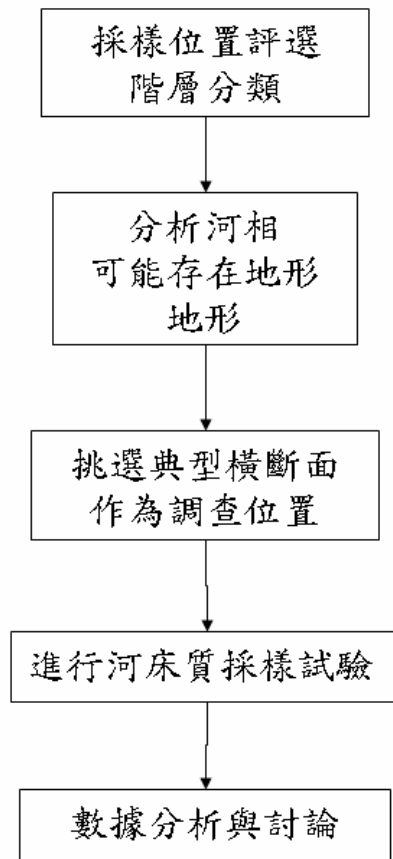 採樣位置評選
階層分類
分析河相
可能存在地形
地形
挑選典型橫斷面
作為調查位置
進行河床質採樣試驗
數據分析與討論